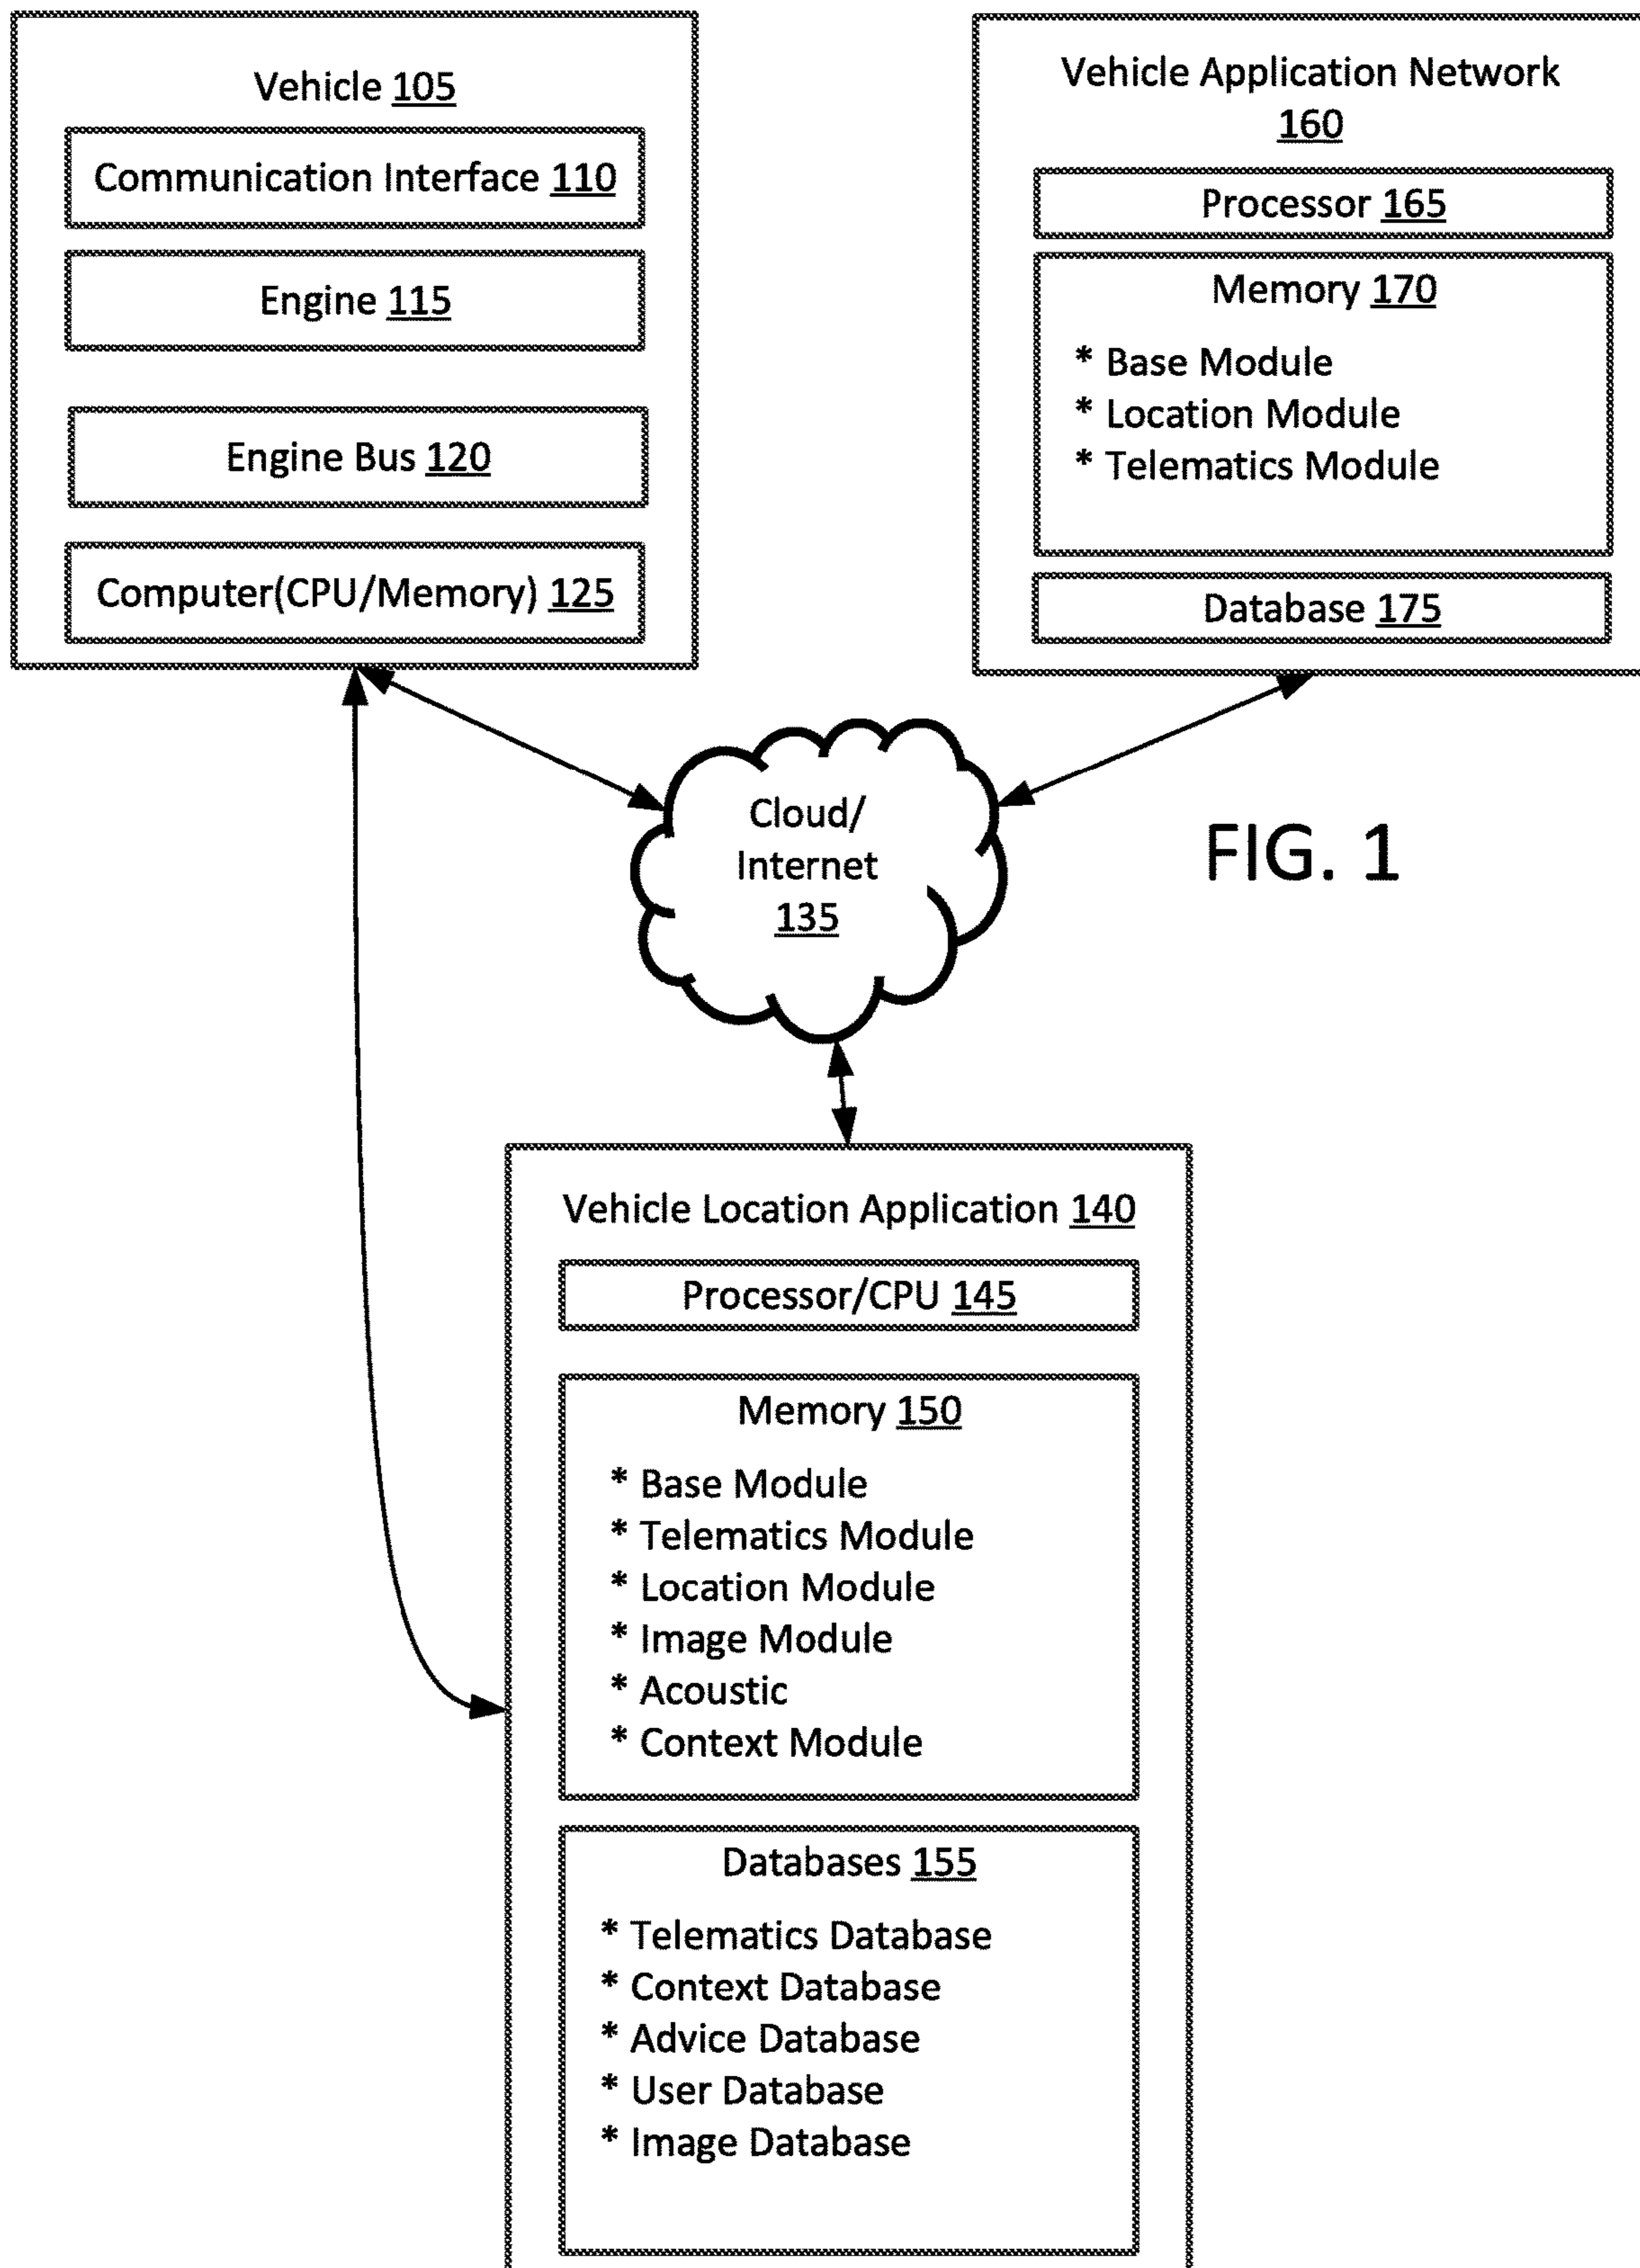 Vehicle 105
Communication Interface 110
Engine 115
Engine Bus 120
Computer(CPU/Memory) 125
Vehicle Application Network
160
Processor 165
Memory 170
* Base Module
* Location Module
* Telematics Module
Database 175
Cloud/
Internet
135
FIG. 1
Vehicle Location Application 140
Processor/CPU 145
Memory 150
* Base Module
* Telematics Module
* Location Module
* Image Module
* Acoustic
* Context Module
Databases 155
* Telematics Database
* Context Database
* Advice Database
* User Database
* Image Database